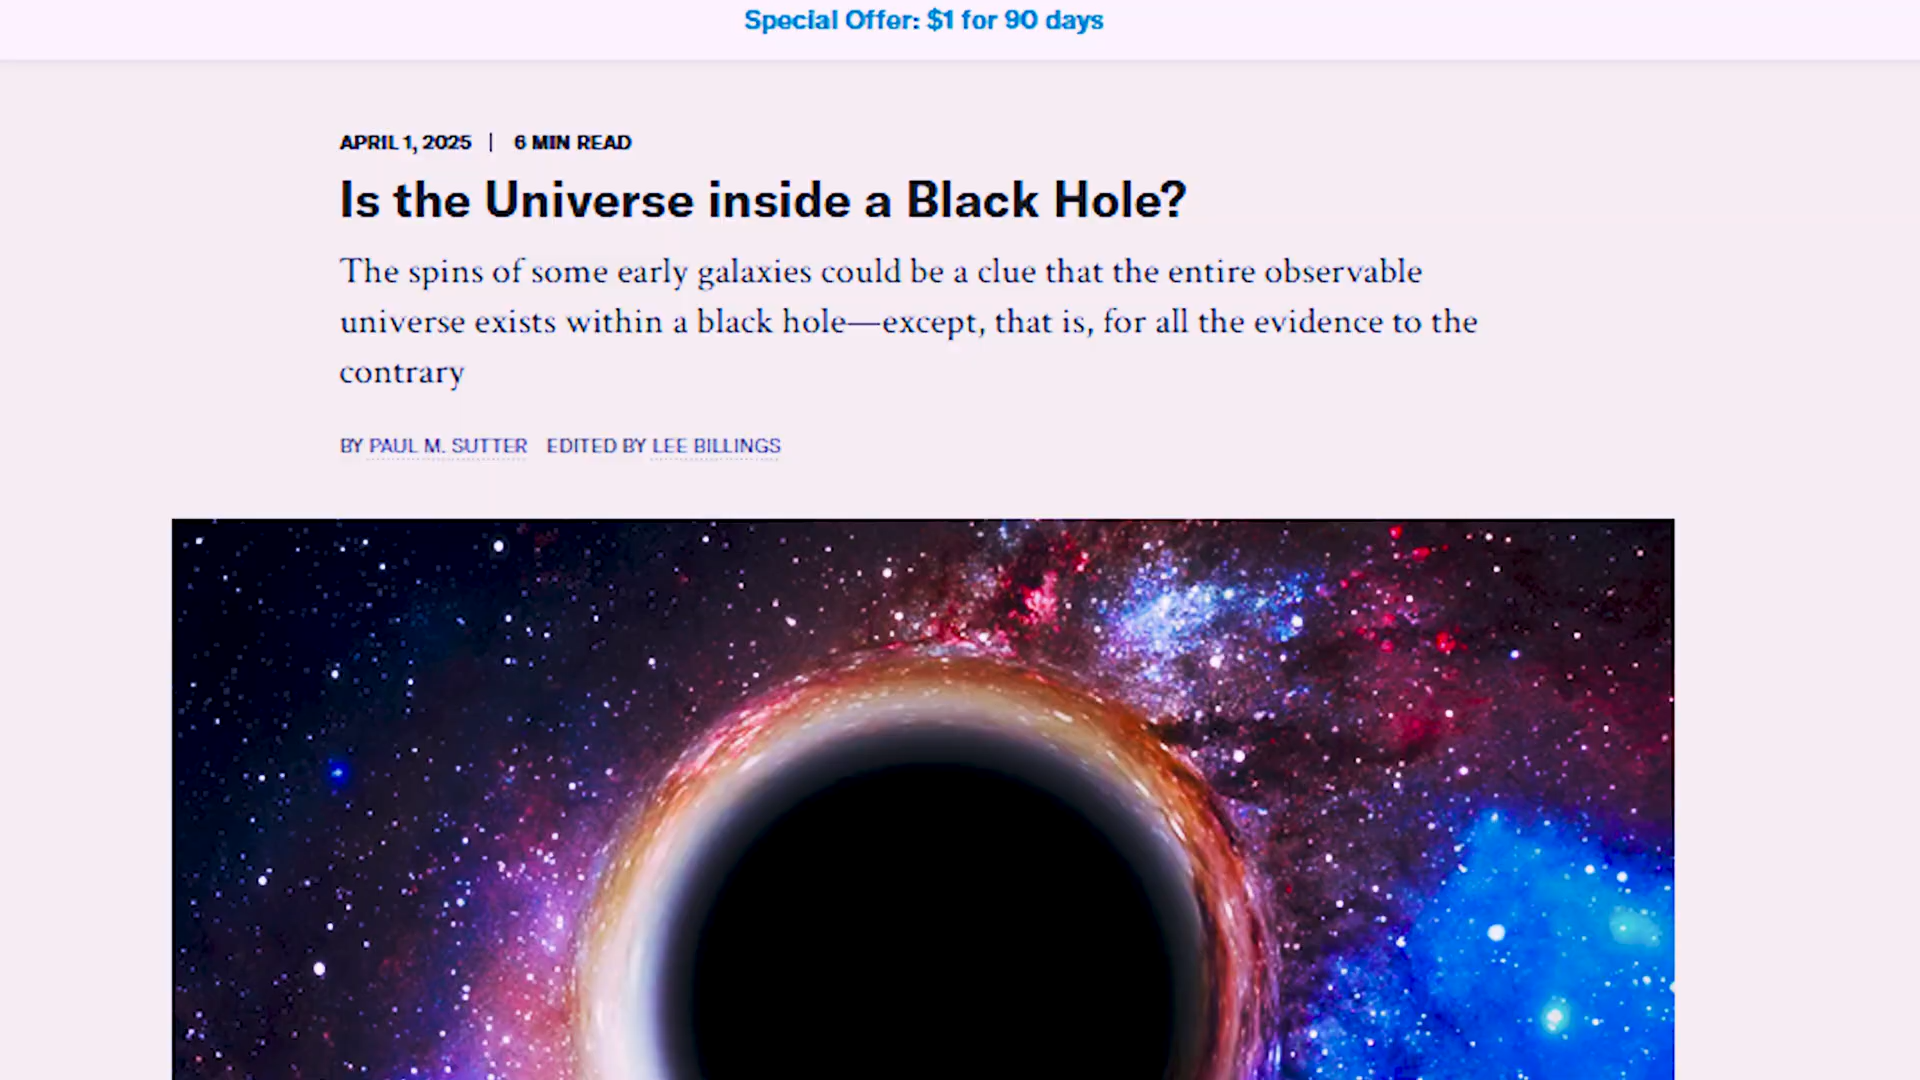 Special Offer: $1 for 90 days
APRIL 1, 2025 | 6 MIN READ
Is the Universe inside a Black Hole?
The spins of some early galaxies could be a clue that the entire observable
universe exists within a black hole—except, that is, for all the evidence to the
contrary
BY PAUL M. SUTTER EDITED BY LEE BILLINGS